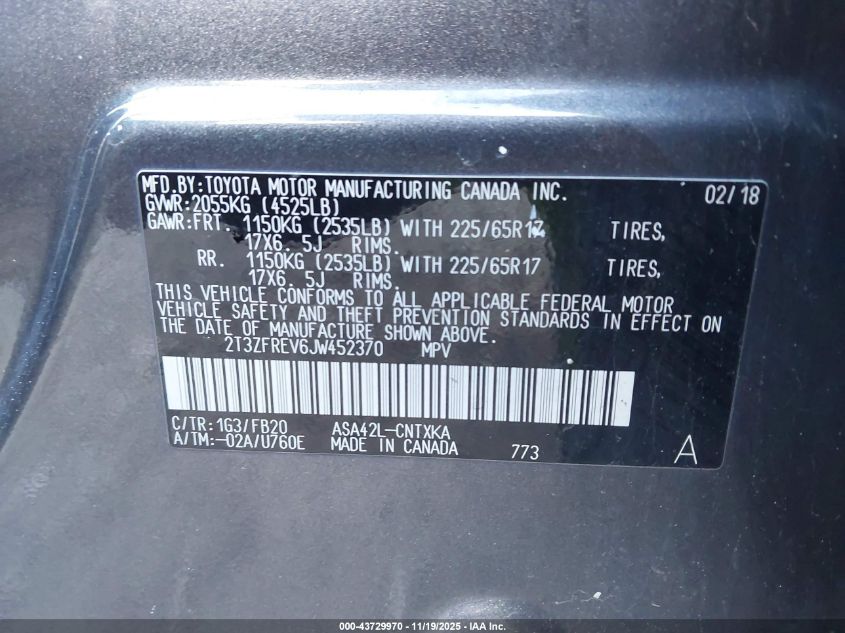 MFD.BY:TOYOTA MOTOR MANUFACTURING CANADA INC. 02/18
GVWR:2055KG (4525LB)
GAWR:FRT. 1150KG (2535LB) WITH 225/65R17 TIRES,
17X6.5J RIMS.
RR. 1150KG (2535LB) WITH 225/65R17 TIRES,
17X6.5J RIMS.
THIS VEHICLE CONFORMS TO ALL APPLICABLE FEDERAL MOTOR
VEHICLE SAFETY AND THEFT PREVENTION STANDARDS IN EFFECT ON
THE DATE OF MANUFACTURE SHOWN ABOVE.
2T3ZFREV6JW452370 MPV
C/TR:1G3/FB20 ASA42L-CNTXKA
A/TM:-02A/U760E MADE IN CANADA 773 A
000-43729970 - 11/19/2025 - IAA Inc.